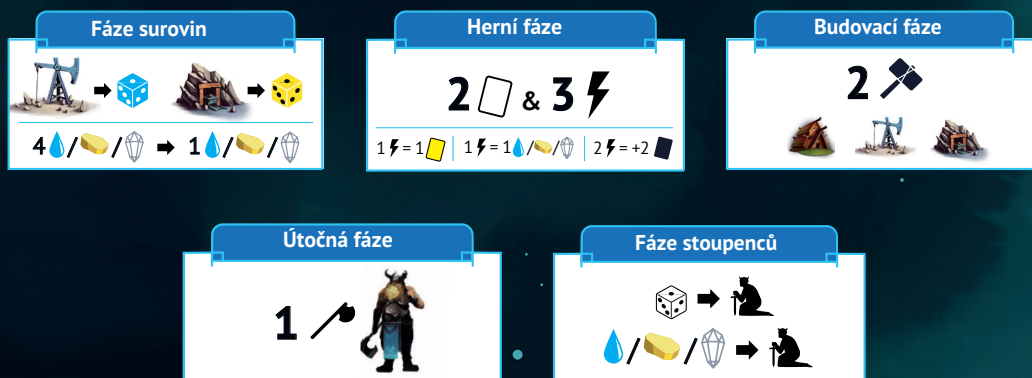 Fáze surovin
4 / / 1 / /
Herní fáze
2 & 3
1 = 1
1 = 1 / /
2 = +2
Budovací fáze
2
Útočná fáze
1
Fáze stoupenců
/ /